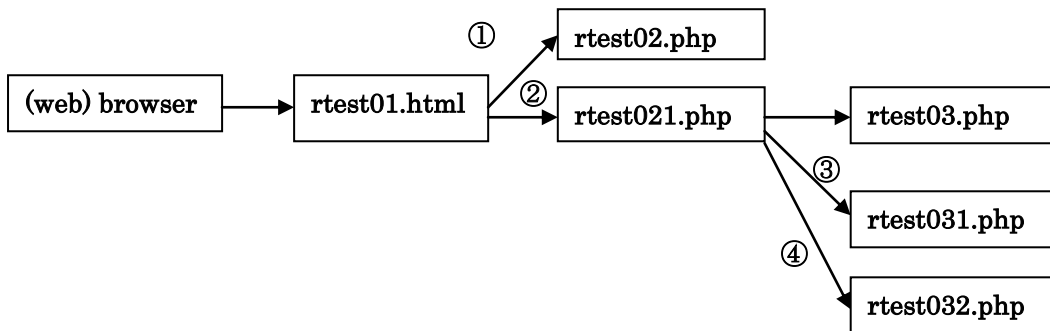 ①
rtest02.php
(web) browser
rtest01.html
②
rtest021.php
rtest03.php
③
rtest031.php
④
rtest032.php